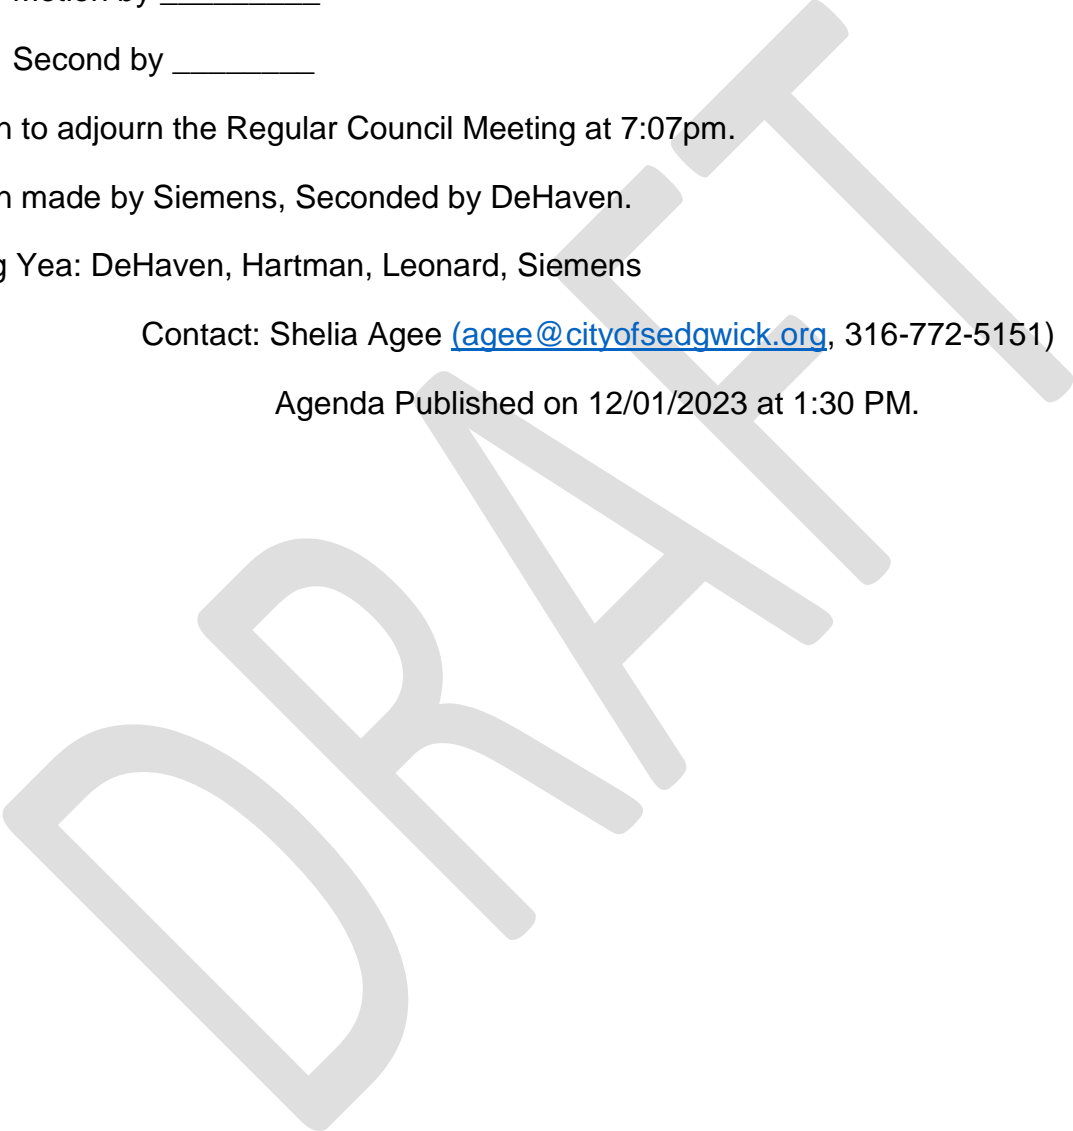 Motion by _________
Second by ________
n to adjourn the Regular Council Meeting at 7:07pm.
n made by Siemens, Seconded by DeHaven.
g Yea: DeHaven, Hartman, Leonard, Siemens
Contact: Shelia Agee (agee@cityofsedgwick.org, 316-772-5151)
Agenda Published on 12/01/2023 at 1:30 PM.
DRAFT